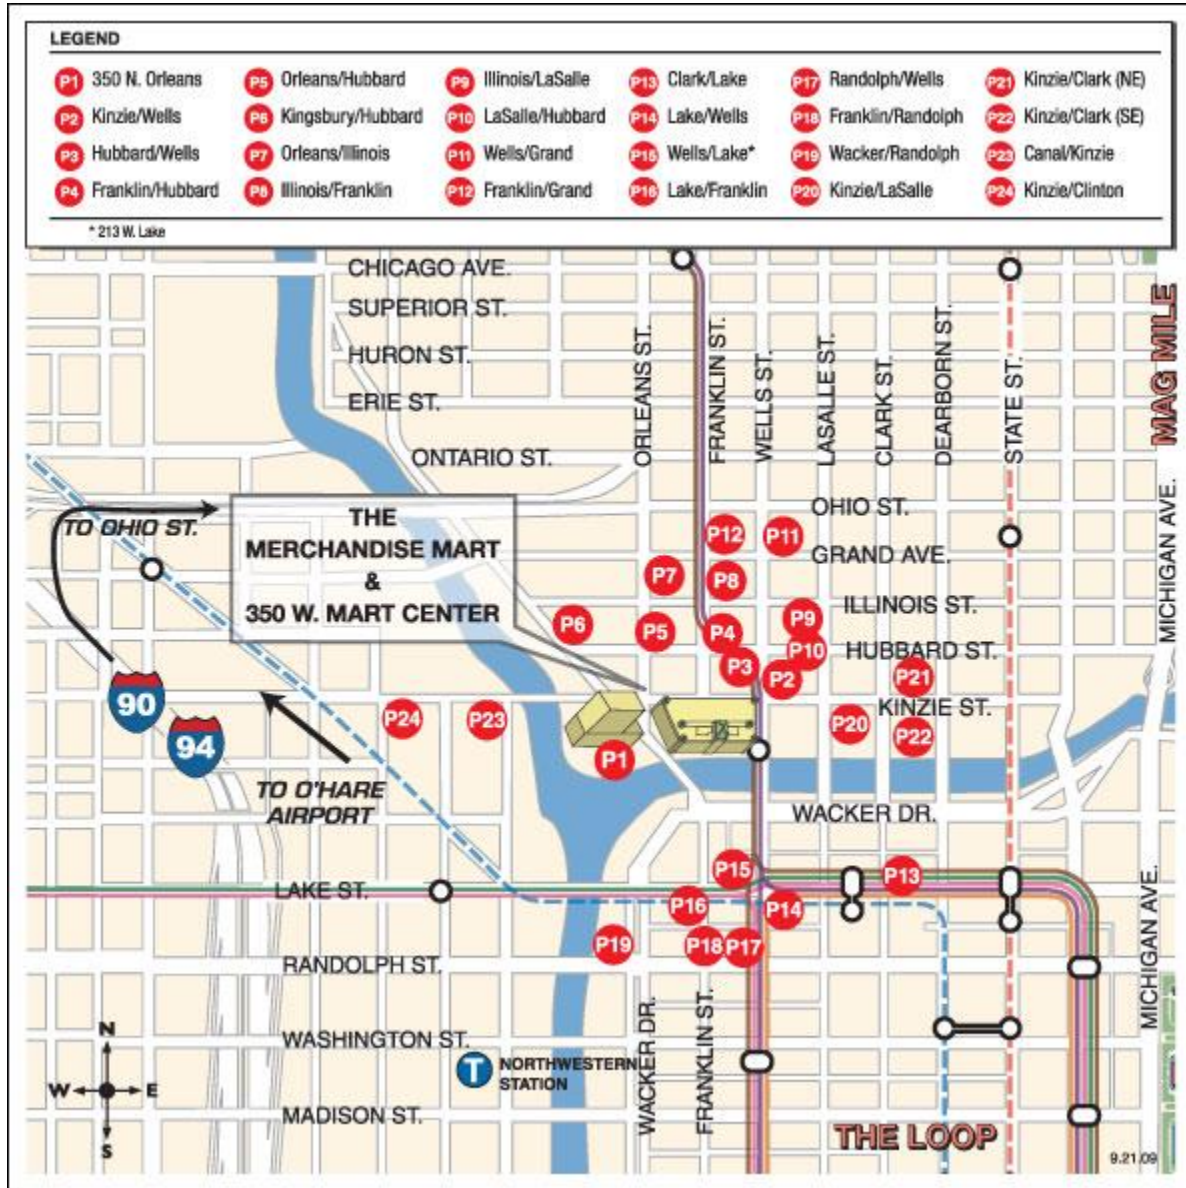 LEGEND
P1 350 N. Orleans
P2 Kinzie/Wells
P3 Hubbard/Wells
P4 Franklin/Hubbard
P5 Orleans/Hubbard
P6 Kingsbury/Hubbard
P7 Orleans/Illinois
P8 Illinois/Franklin
P9 Illinois/LaSalle
P10 LaSalle/Hubbard
P11 Wells/Grand
P12 Franklin/Grand
P13 Clark/Lake
P14 Lake/Wells
P15 Wells/Lake*
P16 Lake/Franklin
P17 Randolph/Wells
P18 Franklin/Randolph
P19 Wacker/Randolph
P20 Kinzie/LaSalle
P21 Kinzie/Clark (NE)
P22 Kinzie/Clark (SE)
P23 Canal/Kinzie
P24 Kinzie/Clinton
* 213 W. Lake
CHICAGO AVE.
SUPERIOR ST.
HURON ST.
ERIE ST.
ONTARIO ST.
ORLEANS ST.
FRANKLIN ST.
WELLS ST.
LASALLE ST.
CLARK ST.
DEARBORN ST.
STATE ST.
MAG MILE
MICHIGAN AVE.
OHIO ST.
GRAND AVE.
ILLINOIS ST.
HUBBARD ST.
KINZIE ST.
TO OHIO ST.
THE
MERCHANDISE MART
&
350 W. MART CENTER
P12
P11
P7
P8
P6
P5
P4
P9
P10
P3
P2
P21
P24
P23
P20
P22
P1
90
94
TO O'HARE
AIRPORT
WACKER DR.
LAKE ST.
P15
P13
P16
P14
P19
P18
P17
RANDOLPH ST.
WASHINGTON ST.
MADISON ST.
T
NORTHWESTERN
STATION
WACKER DR.
FRANKLIN ST.
MICHIGAN AVE.
THE LOOP
N
W
E
S
9.21.09